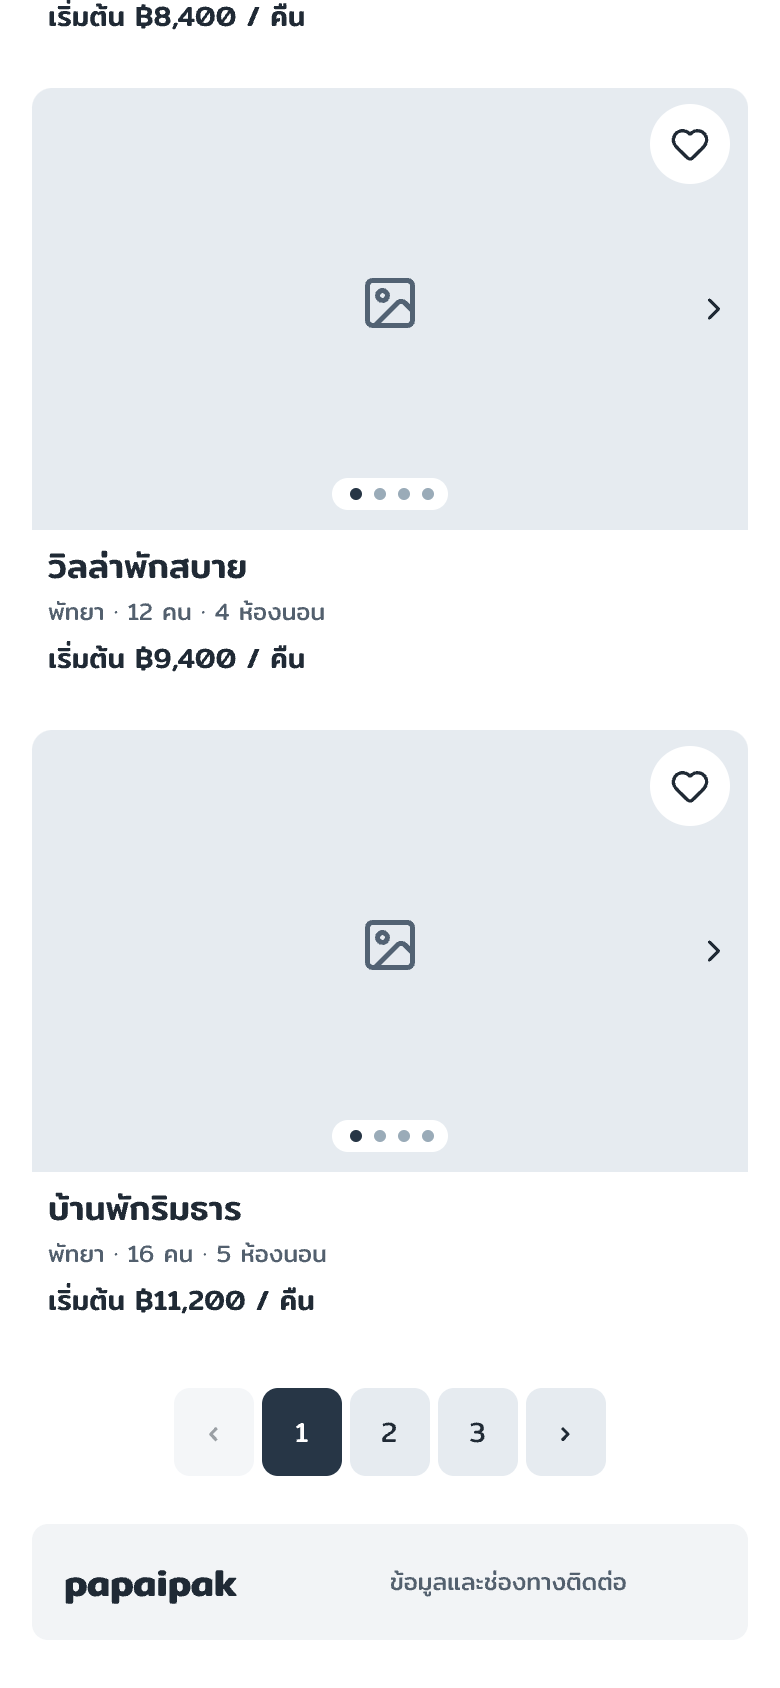 เริ่มต้น ฿8,400 / คืน
วิลล่าพักสบาย
พัทยา · 12 คน · 4 ห้องนอน
เริ่มต้น ฿9,400 / คืน
บ้านพักริมธาร
พัทยา · 16 คน · 5 ห้องนอน
เริ่มต้น ฿11,200 / คืน
‹ 1 2 3 ›
papaipak ข้อมูลและช่องทางติดต่อ